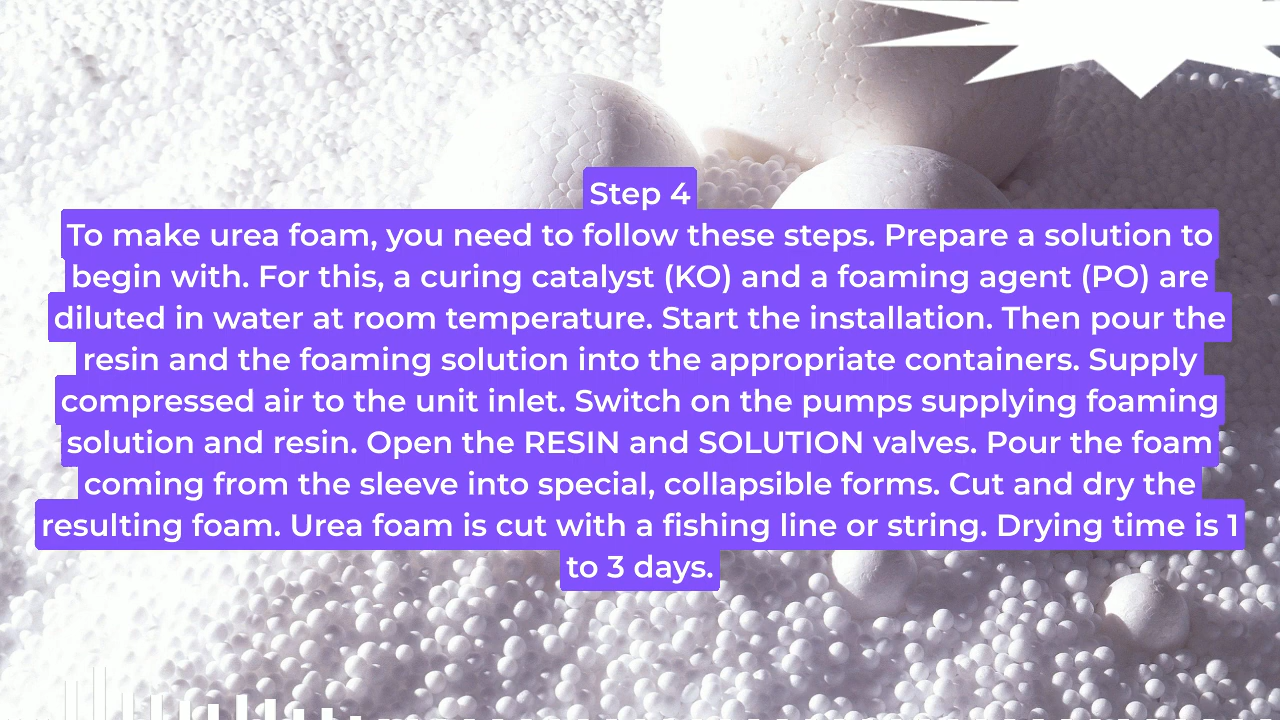 Step 4
To make urea foam, you need to follow these steps. Prepare a solution to
begin with. For this, a curing catalyst (KO) and a foaming agent (PO) are
diluted in water at room temperature. Start the installation. Then pour the
resin and the foaming solution into the appropriate containers. Supply
compressed air to the unit inlet. Switch on the pumps supplying foaming
solution and resin. Open the RESIN and SOLUTION valves. Pour the foam
coming from the sleeve into special, collapsible forms. Cut and dry the
resulting foam. Urea foam is cut with a fishing line or string. Drying time is 1
to 3 days.